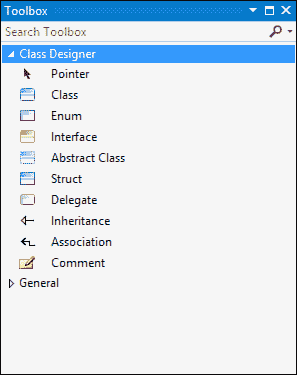 Toolbox
Search Toolbox
Class Designer
Pointer
Class
Enum
Interface
Abstract Class
Struct
Delegate
Inheritance
Association
Comment
General